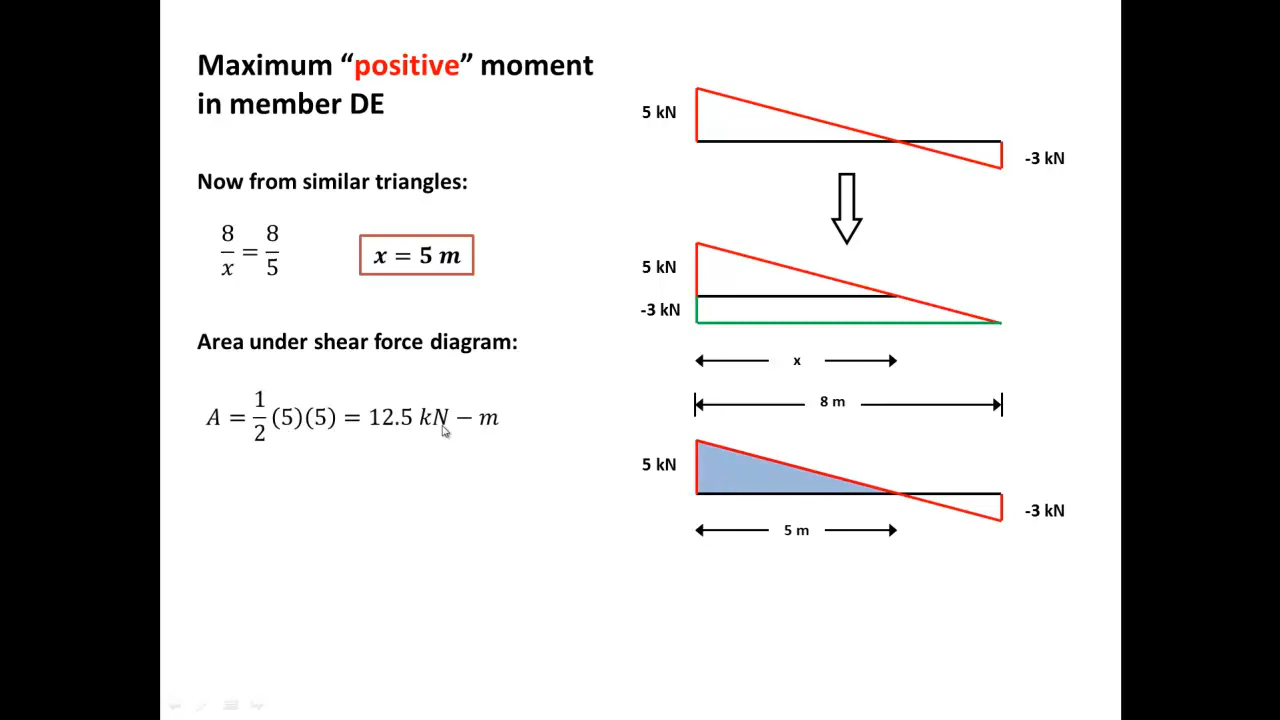 Maximum “positive” moment
in member DE
Now from similar triangles:
8/x = 8/5
x = 5 m
Area under shear force diagram:
A = 1/2 (5)(5) = 12.5 kN − m
5 kN
-3 kN
5 kN
-3 kN
x
8 m
5 kN
-3 kN
5 m